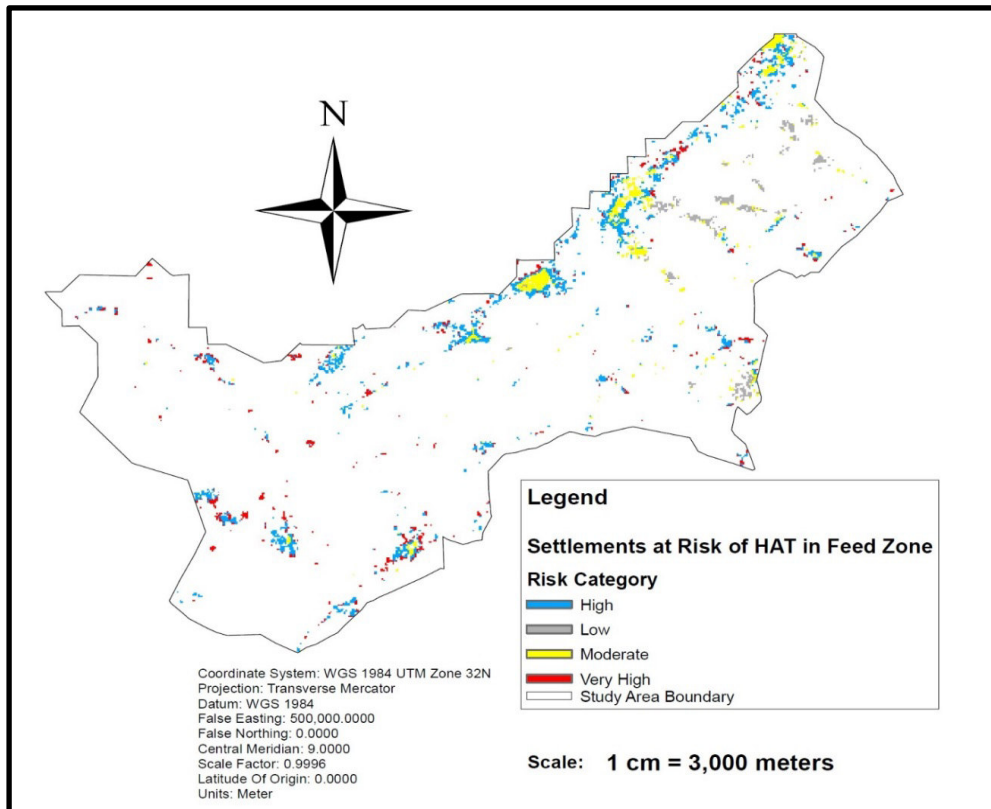 N
Legend
Settlements at Risk of HAT in Feed Zone
Risk Category
High
Low
Moderate
Very High
Study Area Boundary
Coordinate System: WGS 1984 UTM Zone 32N
Projection: Transverse Mercator
Datum: WGS 1984
False Easting: 500,000.0000
False Northing: 0.0000
Central Meridian: 9.0000
Scale Factor: 0.9996
Latitude Of Origin: 0.0000
Units: Meter
Scale: 1 cm = 3,000 meters